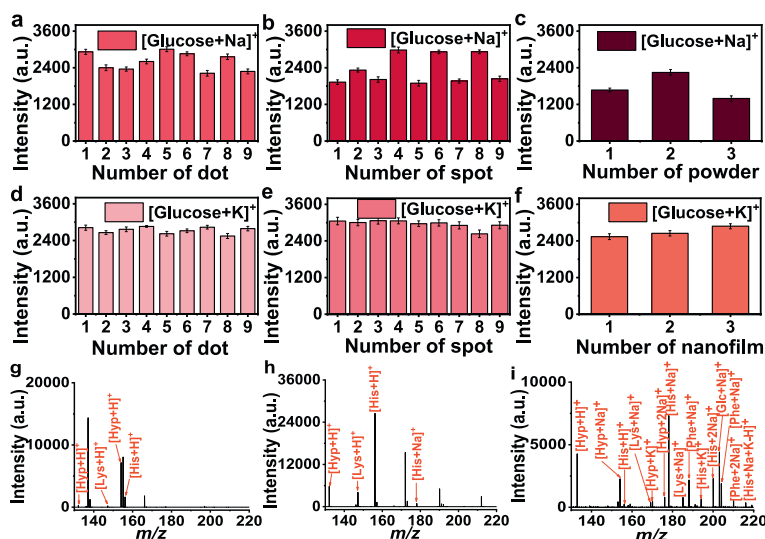 a
[Glucose+Na]+
Intensity (a.u.)
3600
2400
1200
0
1 2 3 4 5 6 7 8 9
Number of dot
b
[Glucose+Na]+
Intensity (a.u.)
3600
2400
1200
0
1 2 3 4 5 6 7 8 9
Number of spot
c
[Glucose+Na]+
Intensity (a.u.)
3600
2400
1200
0
1 2 3
Number of powder
d
[Glucose+K]+
Intensity (a.u.)
3600
2400
1200
0
1 2 3 4 5 6 7 8 9
Number of dot
e
[Glucose+K]+
Intensity (a.u.)
3600
2400
1200
0
1 2 3 4 5 6 7 8 9
Number of spot
f
[Glucose+K]+
Intensity (a.u.)
3600
2400
1200
0
1 2 3
Number of nanofilm
g
Intensity (a.u.)
20000
10000
0
[Hyp+H]+
[Lys+H]+
[Hyp+H]+
[His+H]+
140 160 180 200 220
m/z
h
Intensity (a.u.)
36000
24000
12000
0
[Hyp+H]+
[Lys+H]+
[His+H]+
[His+Na]+
140 160 180 200 220
m/z
i
Intensity (a.u.)
10000
5000
0
[Hyp+H]+
[Hyp+Na]+
[His+H]+
[Lys+Na]+
[Hyp+K]+
[Hyp+2Na]+
[His+Na]+
[Lys+Na]+
[Phe+Na]+
[His+K]+
[His+2Na]+
[Glc+Na]+
[Phe+Na]+
[Phe+2Na]+
[His+Na+K-H]+
140 160 180 200 220
m/z